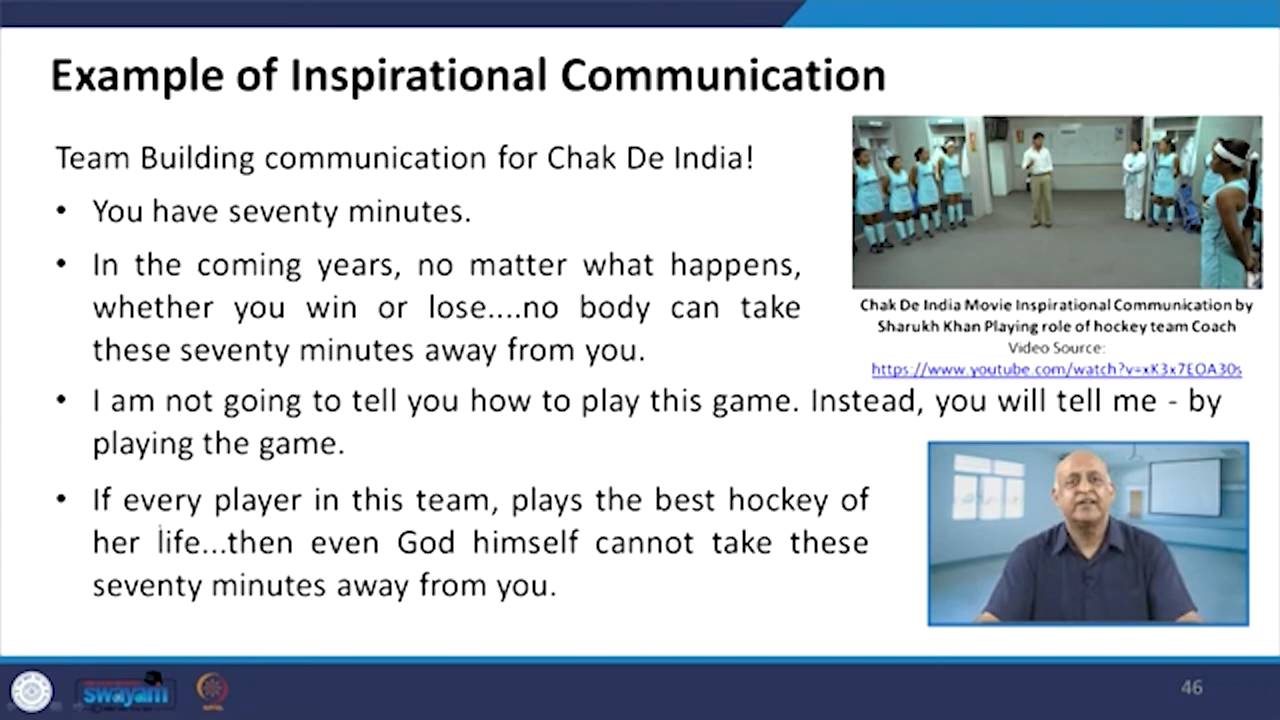 Example of Inspirational Communication
Team Building communication for Chak De India!
• You have seventy minutes.
• In the coming years, no matter what happens,
whether you win or lose....no body can take
these seventy minutes away from you.
• I am not going to tell you how to play this game. Instead, you will tell me - by
playing the game.
• If every player in this team, plays the best hockey of
her life...then even God himself cannot take these
seventy minutes away from you.
Chak De India Movie Inspirational Communication by
Sharukh Khan Playing role of hockey team Coach
Video Source:
https://www.youtube.com/watch?v=xK3x7EOA30s
swayam
46